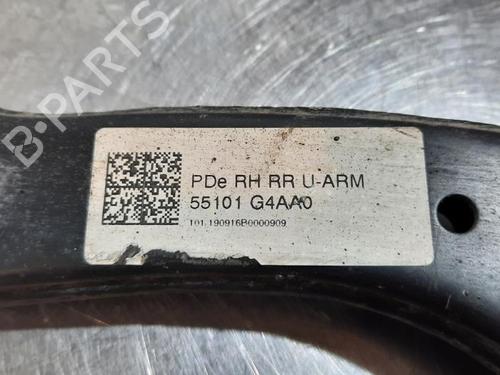 B-PARTS
PDe RH RR U-ARM
55101 G4AA0
101 190916B0000909